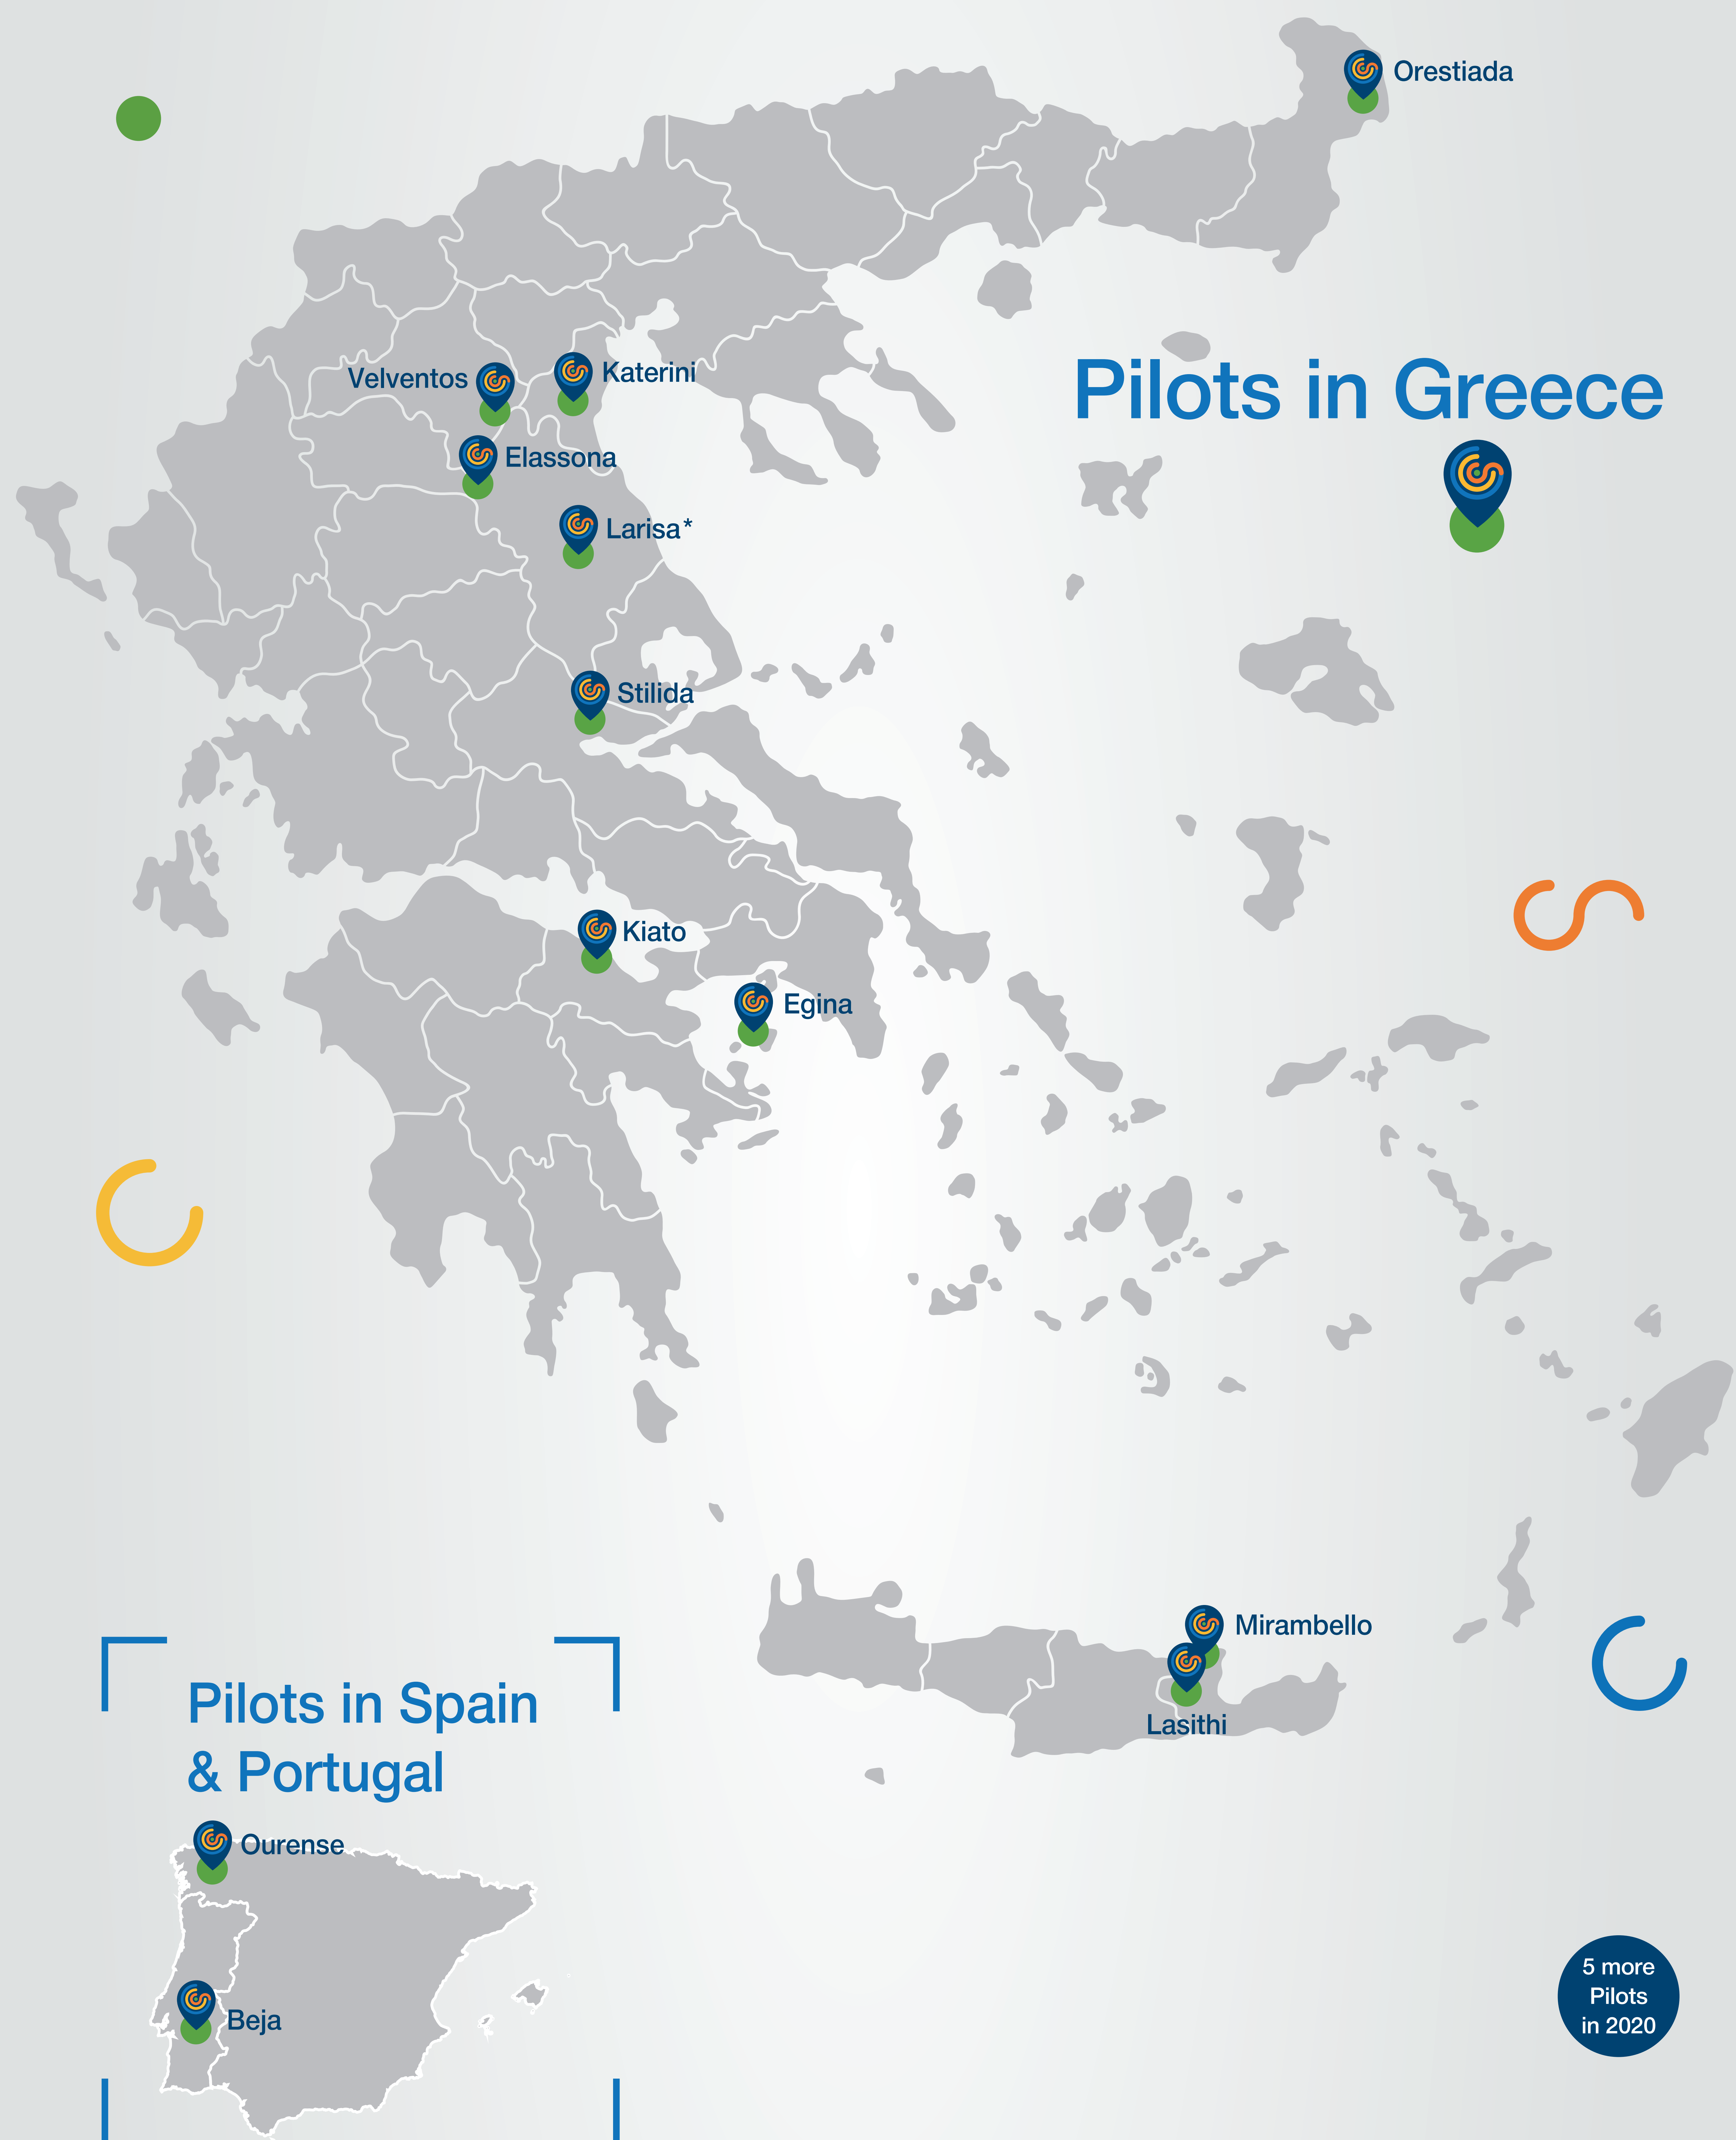 Orestiada
Pilots in Greece
Velventos
Katerini
Elassona
Larisa*
Stilida
Kiato
Egina
Mirambello
Lasithi
Pilots in Spain
& Portugal
Ourense
Beja
5 more
Pilots
in 2020